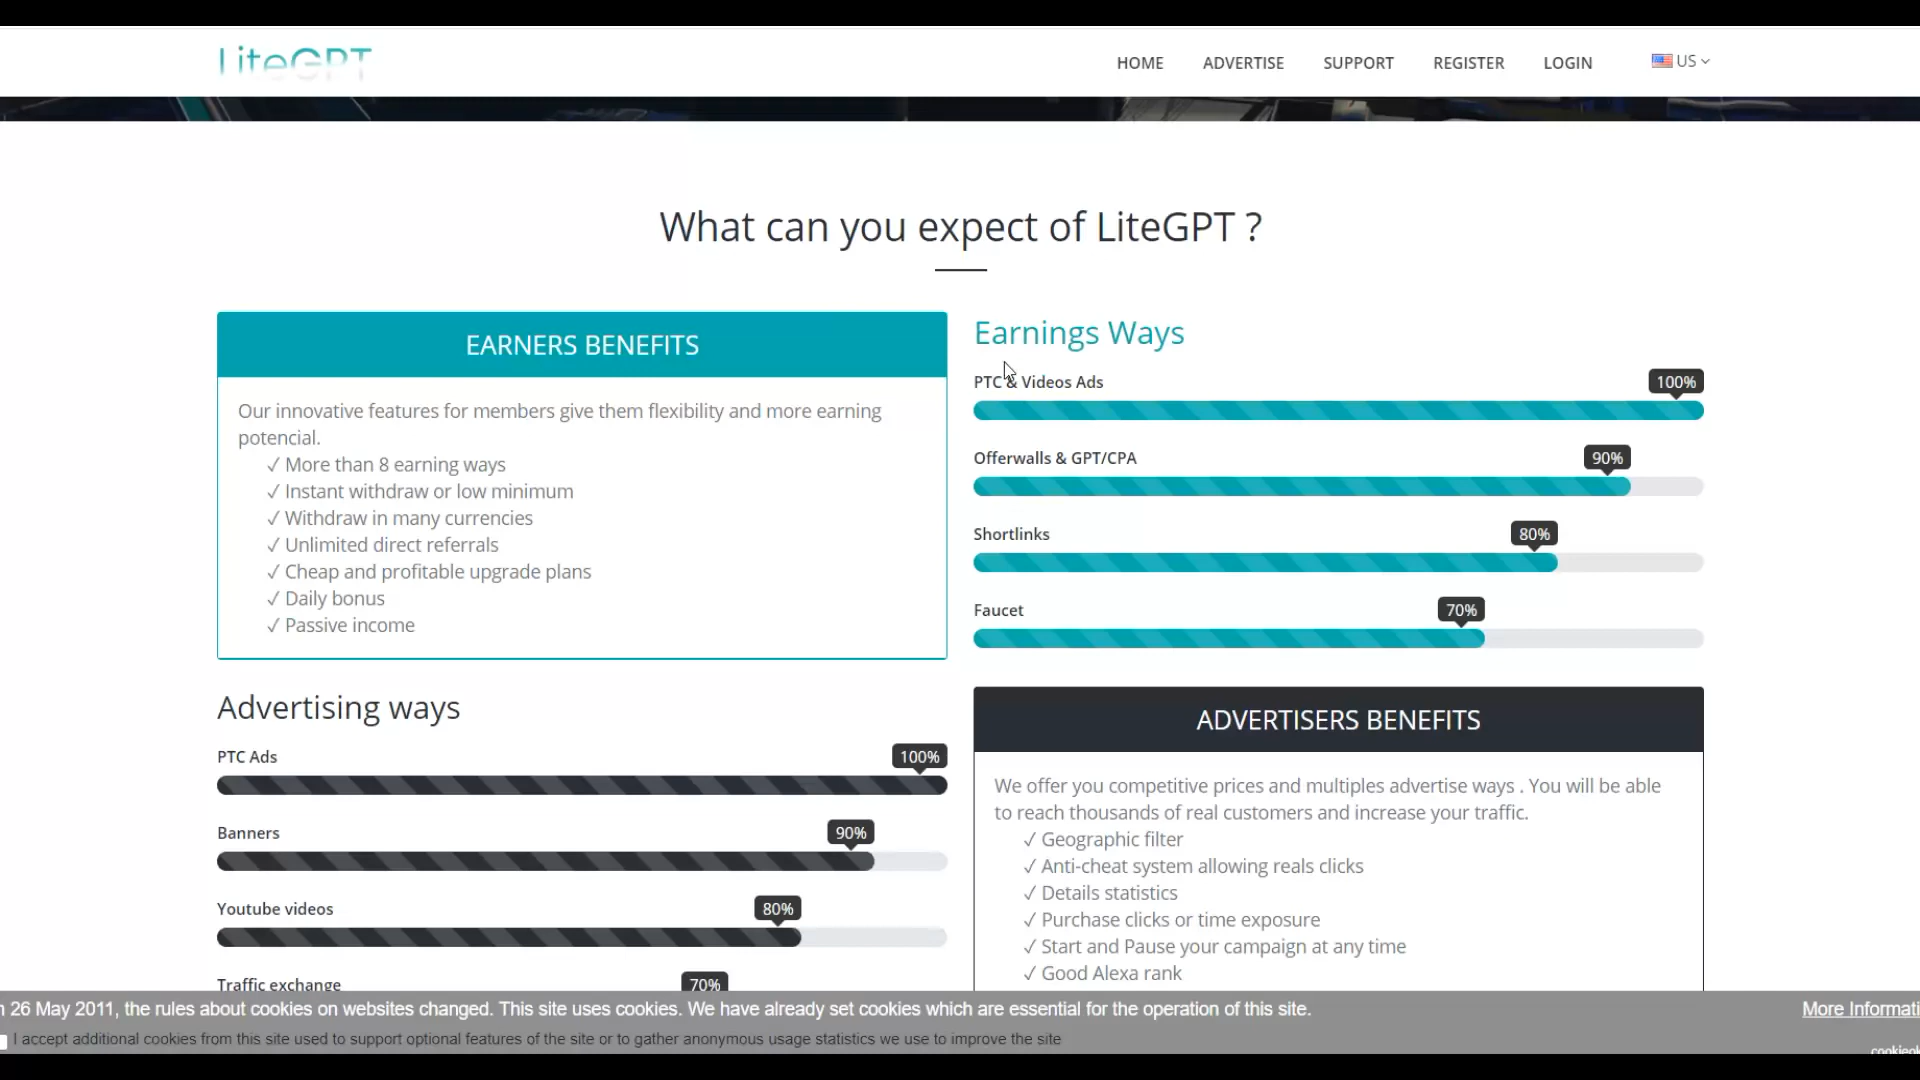 LiteGPT
HOME ADVERTISE SUPPORT REGISTER LOGIN US
What can you expect of LiteGPT ?
EARNERS BENEFITS
Our innovative features for members give them flexibility and more earning
potencial.
✓ More than 8 earning ways
✓ Instant withdraw or low minimum
✓ Withdraw in many currencies
✓ Unlimited direct referrals
✓ Cheap and profitable upgrade plans
✓ Daily bonus
✓ Passive income
Earnings Ways
PTC & Videos Ads 100%
Offerwalls & GPT/CPA 90%
Shortlinks 80%
Faucet 70%
Advertising ways
PTC Ads 100%
Banners 90%
Youtube videos 80%
Traffic exchange 70%
ADVERTISERS BENEFITS
We offer you competitive prices and multiples advertise ways . You will be able
to reach thousands of real customers and increase your traffic.
✓ Geographic filter
✓ Anti-cheat system allowing reals clicks
✓ Details statistics
✓ Purchase clicks or time exposure
✓ Start and Pause your campaign at any time
✓ Good Alexa rank
26 May 2011, the rules about cookies on websites changed. This site uses cookies. We have already set cookies which are essential for the operation of this site. More Informati
I accept additional cookies from this site used to support optional features of the site or to gather anonymous usage statistics we use to improve the site